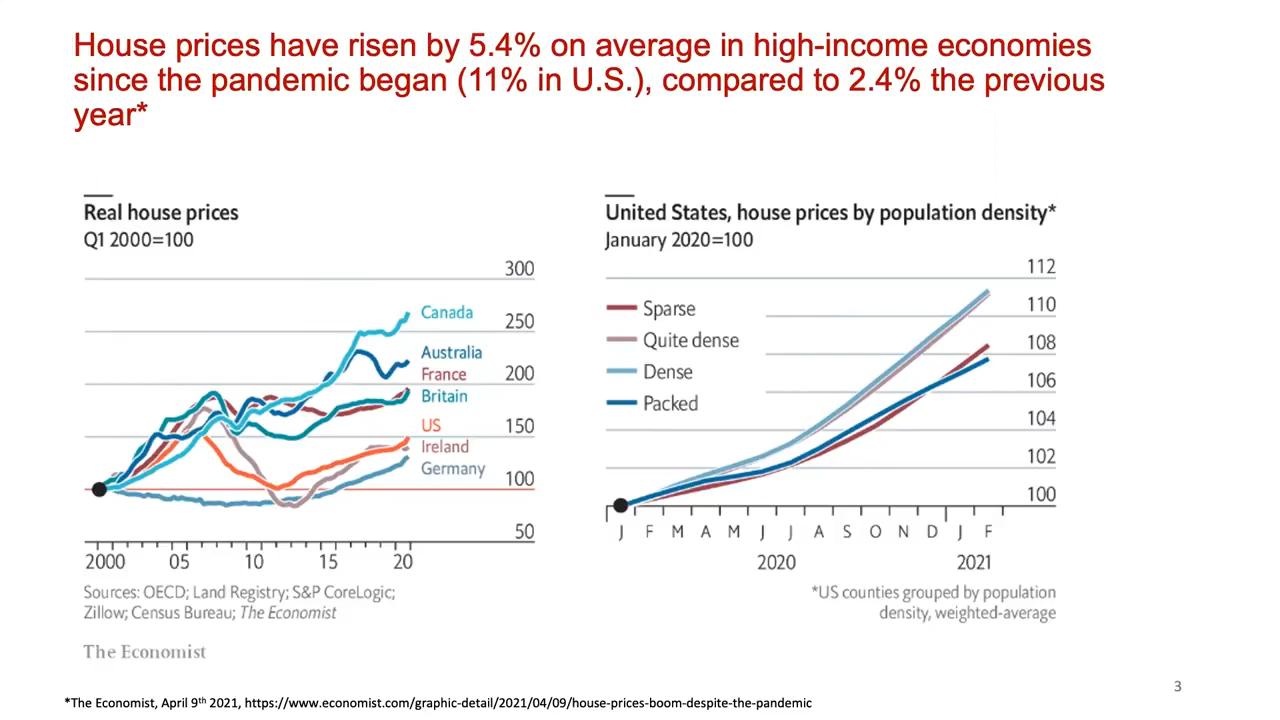 House prices have risen by 5.4% on average in high-income economies
since the pandemic began (11% in U.S.), compared to 2.4% the previous
year*
Real house prices
Q1 2000=100
300
250
200
150
100
50
Canada
Australia
France
Britain
US
Ireland
Germany
2000 05 10 15 20
Sources: OECD; Land Registry; S&P CoreLogic;
Zillow; Census Bureau; The Economist
The Economist
United States, house prices by population density*
January 2020=100
112
110
108
106
104
102
100
Sparse
Quite dense
Dense
Packed
J F M A M J J A S O N D J F
2020 2021
*US counties grouped by population
density, weighted-average
3
*The Economist, April 9th 2021, https://www.economist.com/graphic-detail/2021/04/09/house-prices-boom-despite-the-pandemic